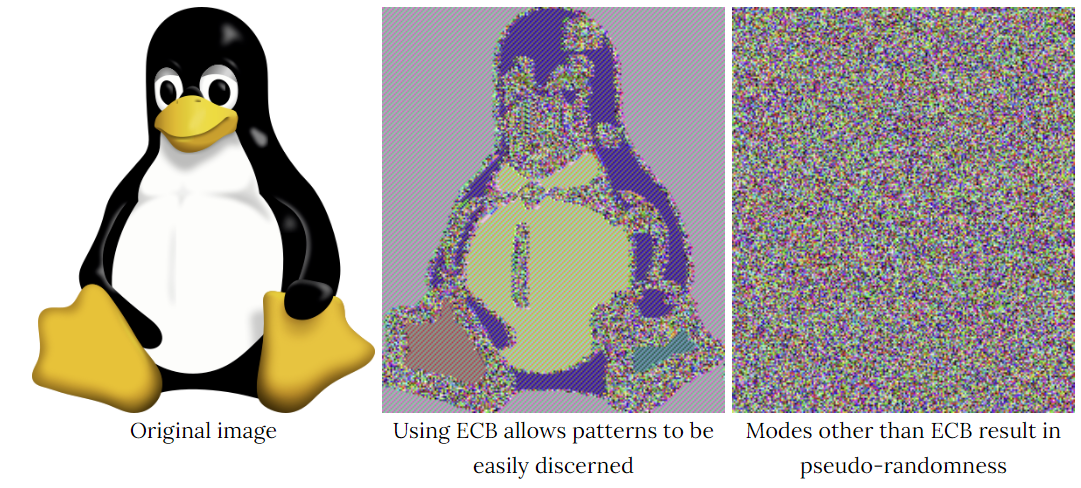 Original image
Using ECB allows patterns to be
easily discerned
Modes other than ECB result in
pseudo-randomness